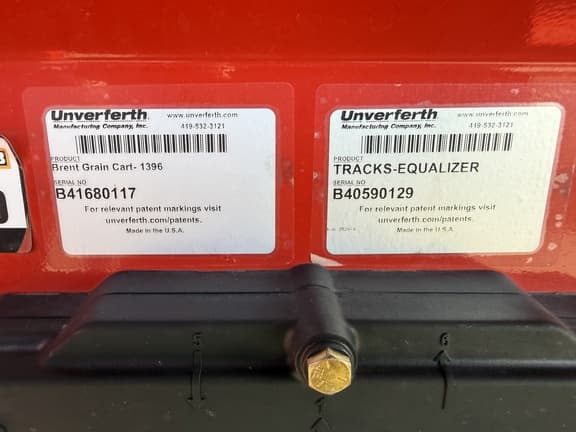 Unverferth www.unverferth.com
Manufacturing Company, Inc. 419-532-3121
PRODUCT
Brent Grain Cart- 1396
SERIAL NO
B41680117
For relevant patent markings visit
unverferth.com/patents.
Made in the U.S.A.
Unverferth www.unverferth.com
Manufacturing Company, Inc. 419-532-3121
PRODUCT
TRACKS-EQUALIZER
SERIAL NO
B40590129
For relevant patent markings visit
unverferth.com/patents.
Made in the U.S.A.
5
6